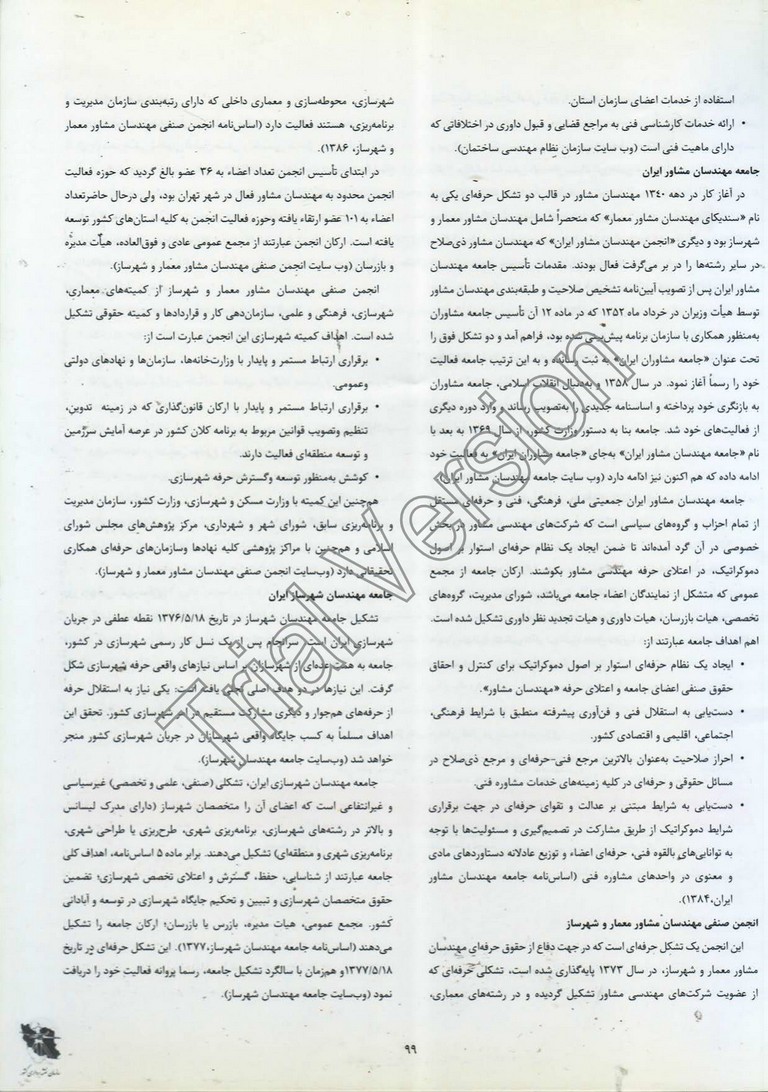 استفاده از خدمات اعضای سازمان استان.
• ارائه خدمات کارشناسی فنی به مراجع قضایی و قبول داوری در اختلافاتی که
دارای ماهیت فنی است (وب سایت سازمان نظام مهندسی ساختمان).
جامعه مهندسان مشاور ایران
در آغاز کار در دهه ۱۳۴۰ مهندسان مشاور در قالب دو تشکل حرفه‌ای یکی به
نام «سندیکای مهندسان مشاور معمار» که منحصراً شامل مهندسان مشاور معمار و
شهرساز بود و دیگری «انجمن مهندسان مشاور ایران» که مهندسان مشاور ذی‌صلاح
در سایر رشته‌ها را در بر می‌گرفت فعال بودند. مقدمات تأسیس جامعه مهندسان
مشاور ایران پس از تصویب آیین‌نامه تشخیص صلاحیت و طبقه‌بندی مهندسان مشاور
توسط هیأت وزیران در خرداد ماه ۱۳۵۲ که در ماده ۱۲ آن تأسیس جامعه مشاوران
به‌منظور همکاری با سازمان برنامه پیش‌بینی شده بود، فراهم آمد و دو تشکل فوق را
تحت عنوان «جامعه مشاوران ایران» به ثبت رسانده و به این ترتیب جامعه فعالیت
خود را رسماً آغاز نمود. در سال ۱۳۵۸ و به‌دنبال انقلاب اسلامی، جامعه مشاوران
به بازنگری خود پرداخته و اساسنامه جدیدی را به‌تصویب رساند و وارد دوره دیگری
از فعالیت‌های خود شد. جامعه بنا به دستور وزارت کشور، از سال ۱۳۶۹ به بعد با
نام «جامعه مهندسان مشاور ایران» به‌جای «جامعه مشاوران ایران» به فعالیت خود
ادامه داده که هم اکنون نیز ادامه دارد (وب سایت جامعه مهندسان مشاور ایران).
جامعه مهندسان مشاور ایران جمعیتی ملی، فرهنگی، فنی و حرفه‌ای مستقل
از تمام احزاب و گروه‌های سیاسی است که شرکت‌های مهندسی مشاور در بخش
خصوصی در آن گرد آمده‌اند تا ضمن ایجاد یک نظام حرفه‌ای استوار بر اصول
دموکراتیک، در اعتلای حرفه مهندسی مشاور بکوشند. ارکان جامعه از مجمع
عمومی که متشکل از نمایندگان اعضاء جامعه می‌باشد، شورای مدیریت، گروه‌های
تخصصی، هیات بازرسان، هیات داوری و هیات تجدید نظر داوری تشکیل شده است.
اهم اهداف جامعه عبارتند از:
• ایجاد یک نظام حرفه‌ای استوار بر اصول دموکراتیک برای کنترل و احقاق
حقوق صنفی اعضای جامعه و اعتلای حرفه «مهندسان مشاور».
• دست‌یابی به استقلال فنی و فن‌آوری پیشرفته منطبق با شرایط فرهنگی،
اجتماعی، اقلیمی و اقتصادی کشور.
• احراز صلاحیت به‌عنوان بالاترین مرجع فنی-حرفه‌ای و مرجع ذی‌صلاح در
مسائل حقوقی و حرفه‌ای در کلیه زمینه‌های خدمات مشاوره فنی.
• دست‌یابی به شرایط مبتنی بر عدالت و تقوای حرفه‌ای در جهت برقراری
شرایط دموکراتیک از طریق مشارکت در تصمیم‌گیری و مسئولیت‌ها با توجه
به توانایی‌های بالقوه فنی، حرفه‌ای اعضاء و توزیع عادلانه دستاوردهای مادی
و معنوی در واحدهای مشاوره فنی (اساس‌نامه جامعه مهندسان مشاور
ایران،۱۳۸۴).
انجمن صنفی مهندسان مشاور معمار و شهرساز
این انجمن یک تشکل حرفه‌ای است که در جهت دفاع از حقوق حرفه‌ای مهندسان
مشاور معمار و شهرساز، در سال ۱۳۷۳ پایه‌گذاری شده است، تشکلی حرفه‌ای که
از عضویت شرکت‌های مهندسی مشاور تشکیل گردیده و در رشته‌های معماری،
شهرسازی، محوطه‌سازی و معماری داخلی که دارای رتبه‌بندی سازمان مدیریت و
برنامه‌ریزی، هستند فعالیت دارد (اساس‌نامه انجمن صنفی مهندسان مشاور معمار
و شهرساز، ۱۳۸۶).
در ابتدای تأسیس انجمن تعداد اعضاء به ۳۶ عضو بالغ گردید که حوزه فعالیت
انجمن محدود به مهندسان مشاور فعال در شهر تهران بود، ولی درحال حاضرتعداد
اعضاء به ۱۰۱ عضو ارتقاء یافته وحوزه فعالیت انجمن به کلیه استان‌های کشور توسعه
یافته است. ارکان انجمن عبارتند از مجمع عمومی عادی و فوق‌العاده، هیأت مدیره
و بازرسان (وب سایت انجمن صنفی مهندسان مشاور معمار و شهرساز).
انجمن صنفی مهندسان مشاور معمار و شهرساز از کمیته‌های معماری،
شهرسازی، فرهنگی و علمی، سازمان‌دهی کار و قراردادها و کمیته حقوقی تشکیل
شده است. اهداف کمیته شهرسازی این انجمن عبارت است از:
• برقراری ارتباط مستمر و پایدار با وزارت‌خانه‌ها، سازمان‌ها و نهادهای دولتی
وعمومی.
• برقراری ارتباط مستمر و پایدار با ارکان قانون‌گذاری که در زمینه تدوین،
تنظیم وتصویب قوانین مربوط به برنامه کلان کشور در عرصه آمایش سرزمین
و توسعه منطقه‌ای فعالیت دارند.
• کوشش به‌منظور توسعه وگسترش حرفه شهرسازی.
هم‌چنین این کمیته با وزارت مسکن و شهرسازی، وزارت کشور، سازمان مدیریت
و برنامه‌ریزی سابق، شورای شهر و شهرداری، مرکز پژوهش‌های مجلس شورای
اسلامی و هم‌چنین با مراکز پژوهشی کلیه نهادها وسازمان‌های حرفه‌ای همکاری
تحقیقاتی دارد (وب‌سایت انجمن صنفی مهندسان مشاور معمار و شهرساز).
جامعه مهندسان شهرساز ایران
تشکیل جامعه مهندسان شهرساز در تاریخ ۱۳۷۶/۵/۱۸ نقطه عطفی در جریان
شهرسازی ایران است. سرانجام پس از یک نسل کار رسمی شهرسازی در کشور،
جامعه به همت عده‌ای از شهرسازان بر اساس نیازهای واقعی حرفه شهرسازی شکل
گرفت. این نیازها در دو هدف اصلی تجلی یافته است: یکی نیاز به استقلال حرفه
از حرفه‌های هم‌جوار و دیگری مشارکت مستقیم در امر شهرسازی کشور. تحقق این
اهداف مسلماً به کسب جایگاه واقعی شهرسازان در جریان شهرسازی کشور منجر
خواهد شد (وب‌سایت جامعه مهندسان شهرساز).
جامعه مهندسان شهرسازی ایران، تشکلی (صنفی، علمی و تخصصی) غیرسیاسی
و غیرانتفاعی است که اعضای آن را متخصصان شهرساز (دارای مدرک لیسانس
و بالاتر در رشته‌های شهرسازی، برنامه‌ریزی شهری، طرح‌ریزی یا طراحی شهری،
برنامه‌ریزی شهری و منطقه‌ای) تشکیل می‌دهند. برابر ماده ۵ اساس‌نامه، اهداف کلی
جامعه عبارتند از شناسایی، حفظ، گسترش و اعتلای تخصص شهرسازی؛ تضمین
حقوق متخصصان شهرسازی و تبیین و تحکیم جایگاه شهرسازی در توسعه و آبادانی
کشور. مجمع عمومی، هیات مدیره، بازرس یا بازرسان؛ ارکان جامعه را تشکیل
می‌دهند (اساس‌نامه جامعه مهندسان شهرساز،۱۳۷۷). این تشکل حرفه‌ای در تاریخ
۱۳۷۷/۵/۱۸و همزمان با سالگرد تشکیل جامعه، رسما پروانه فعالیت خود را دریافت
نمود (وب‌سایت جامعه مهندسان شهرساز).
Trial Version
۹۹
سازمان نقشه برداری کشور